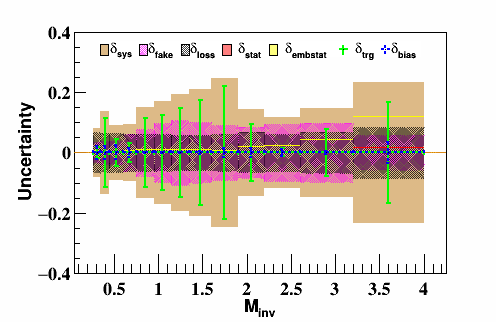 δsys δfake δloss δstat δembstat δtrg δbias
0.4
0.2
0
−0.2
−0.4
Uncertainty
0.5 1 1.5 2 2.5 3 3.5 4
Minv